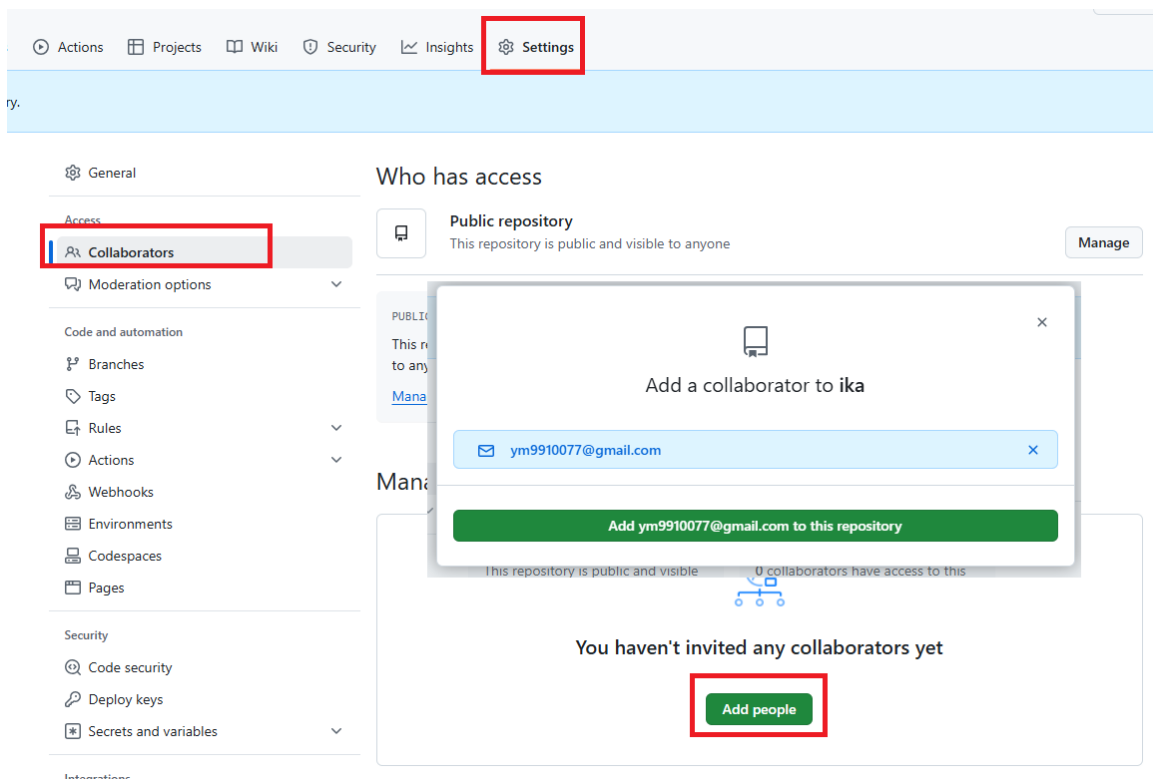 Actions Projects Wiki Security Insights Settings
ry.
General
Access
Collaborators
Moderation options
Code and automation
Branches
Tags
Rules
Actions
Webhooks
Environments
Codespaces
Pages
Security
Code security
Deploy keys
Secrets and variables
Integrations
Who has access
Public repository
This repository is public and visible to anyone
Manage
PUBLIC
This r
to any
Mana
Add a collaborator to ika
ym9910077@gmail.com
Add ym9910077@gmail.com to this repository
Mana
This repository is public and visible
0 collaborators have access to this
You haven't invited any collaborators yet
Add people